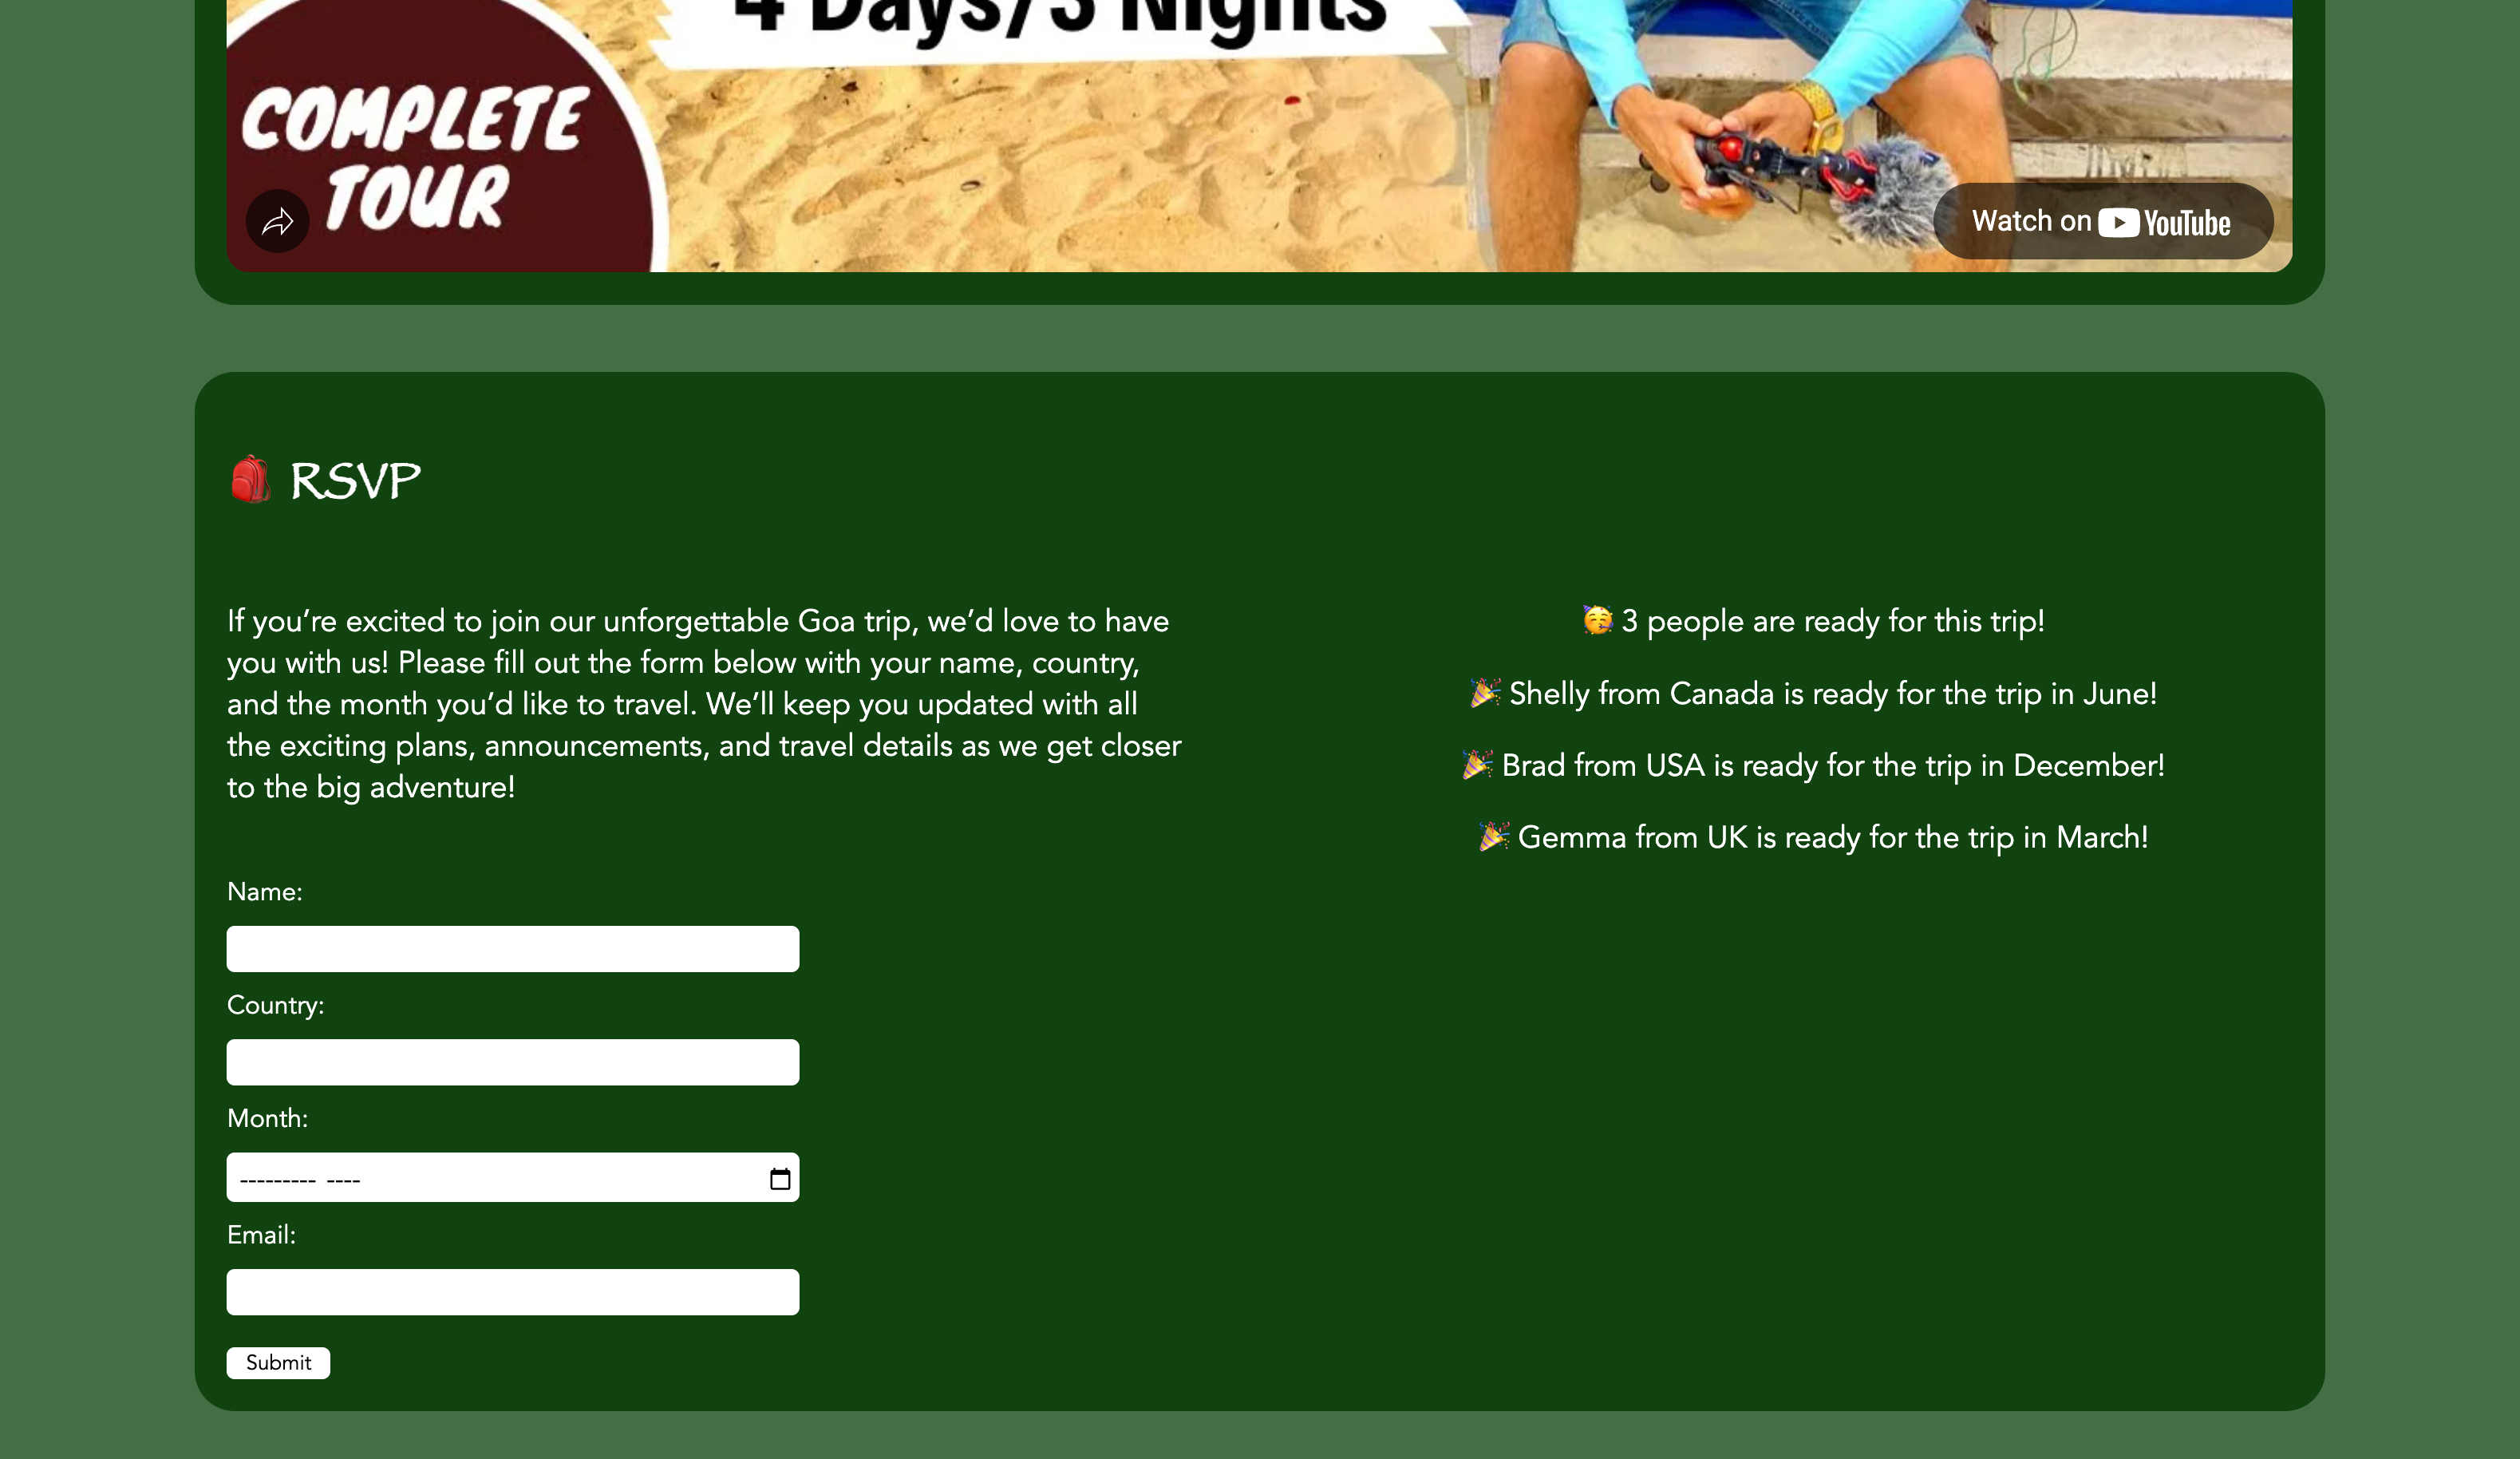 4 Days/3 Nights
COMPLETE
TOUR
Watch on YouTube
RSVP
If you’re excited to join our unforgettable Goa trip, we’d love to have
you with us! Please fill out the form below with your name, country,
and the month you’d like to travel. We’ll keep you updated with all
the exciting plans, announcements, and travel details as we get closer
to the big adventure!
Name:
Country:
Month:
--------- ----
Email:
Submit
🥳 3 people are ready for this trip!
🎉 Shelly from Canada is ready for the trip in June!
🎉 Brad from USA is ready for the trip in December!
🎉 Gemma from UK is ready for the trip in March!